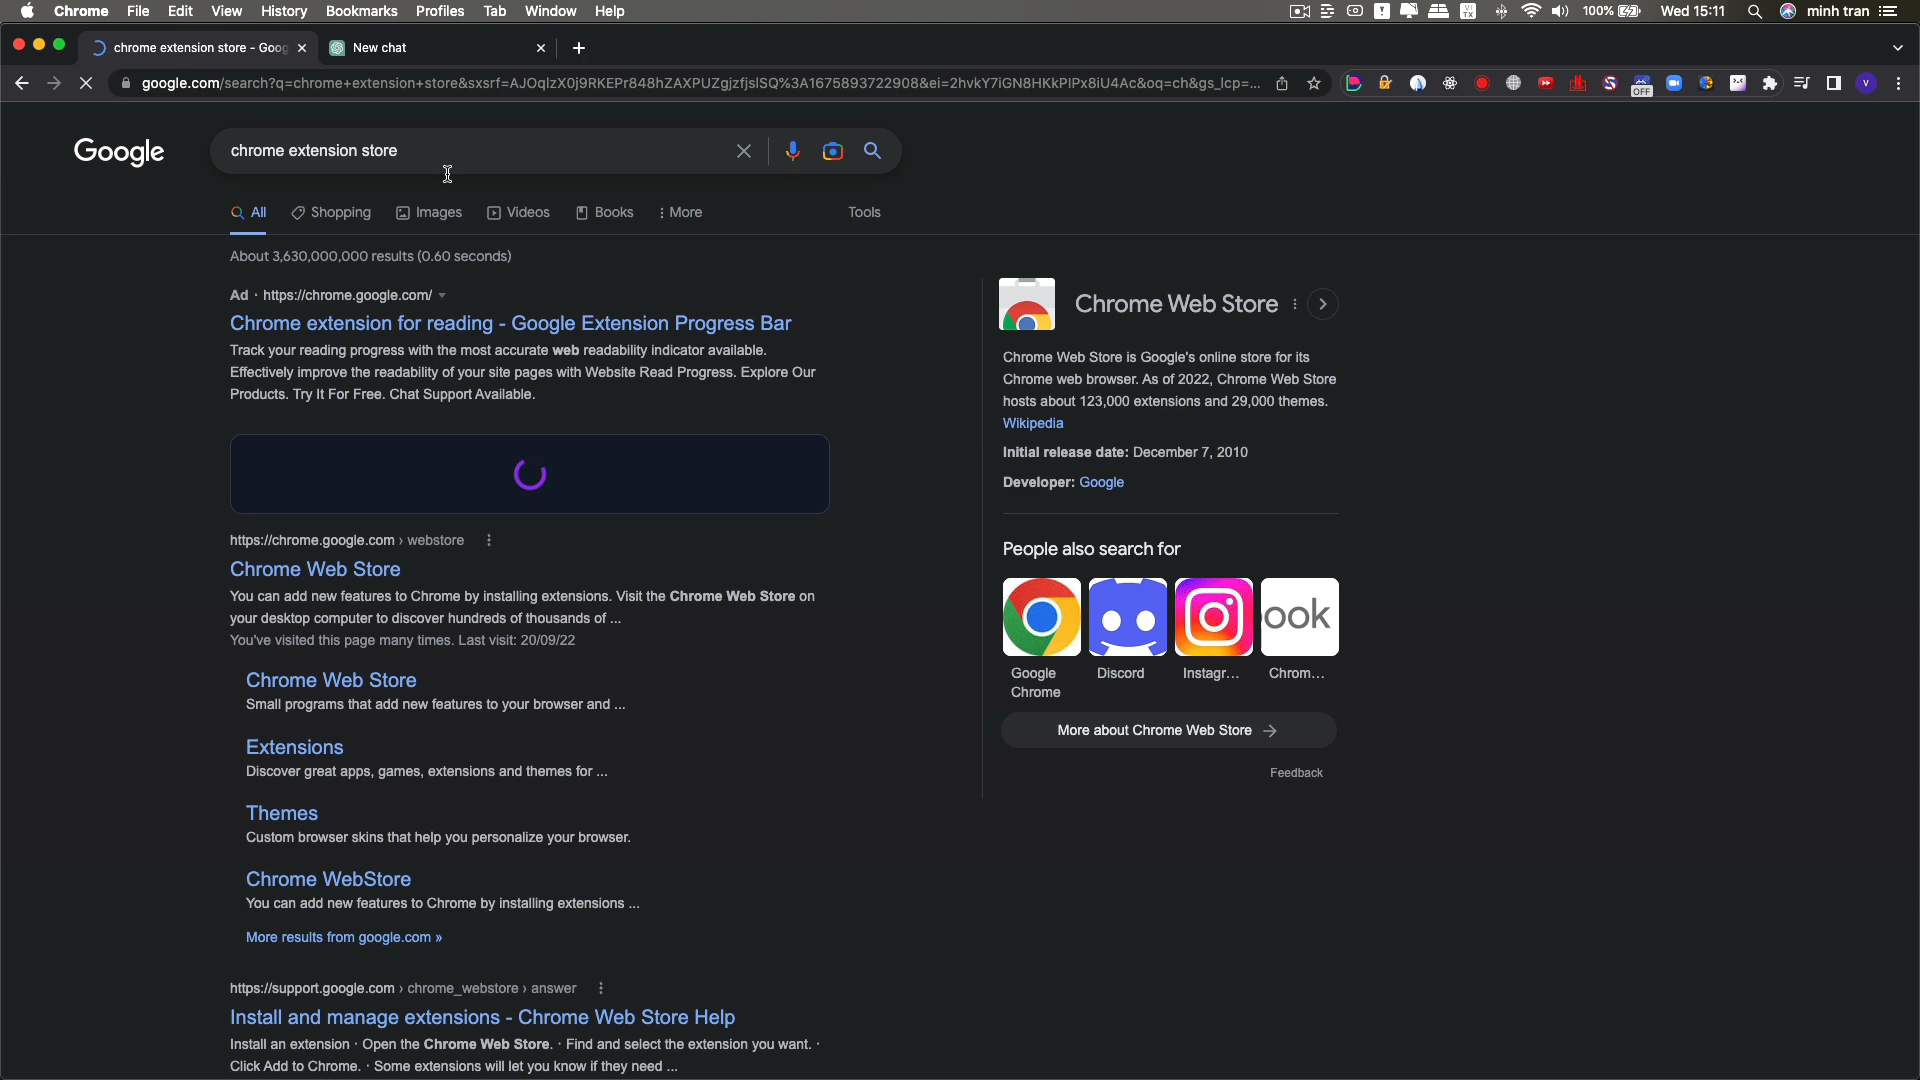 Chrome File Edit View History Bookmarks Profiles Tab Window Help
100% Wed 15:11 minh tran
chrome extension store - Goog
New chat
google.com/search?q=chrome+extension+store&sxsrf=AJOqlzX0j9RKEPr848hZAXPUZgjzfjslSQ%3A1675893722908&ei=2hvkY7iGN8HKkPIPx8iU4Ac&oq=ch&gs_lcp=...
OFF
V
Google
chrome extension store
All Shopping Images Videos Books More Tools
About 3,630,000,000 results (0.60 seconds)
Ad · https://chrome.google.com/
Chrome extension for reading - Google Extension Progress Bar
Track your reading progress with the most accurate web readability indicator available.
Effectively improve the readability of your site pages with Website Read Progress. Explore Our
Products. Try It For Free. Chat Support Available.
https://chrome.google.com › webstore
Chrome Web Store
You can add new features to Chrome by installing extensions. Visit the Chrome Web Store on
your desktop computer to discover hundreds of thousands of ...
You've visited this page many times. Last visit: 20/09/22
Chrome Web Store
Small programs that add new features to your browser and ...
Extensions
Discover great apps, games, extensions and themes for ...
Themes
Custom browser skins that help you personalize your browser.
Chrome WebStore
You can add new features to Chrome by installing extensions ...
More results from google.com »
https://support.google.com › chrome_webstore › answer
Install and manage extensions - Chrome Web Store Help
Install an extension · Open the Chrome Web Store. · Find and select the extension you want. ·
Click Add to Chrome. · Some extensions will let you know if they need ...
Chrome Web Store
Chrome Web Store is Google's online store for its
Chrome web browser. As of 2022, Chrome Web Store
hosts about 123,000 extensions and 29,000 themes.
Wikipedia
Initial release date: December 7, 2010
Developer: Google
People also search for
ook
Google
Chrome
Discord
Instagr...
Chrom...
More about Chrome Web Store
Feedback